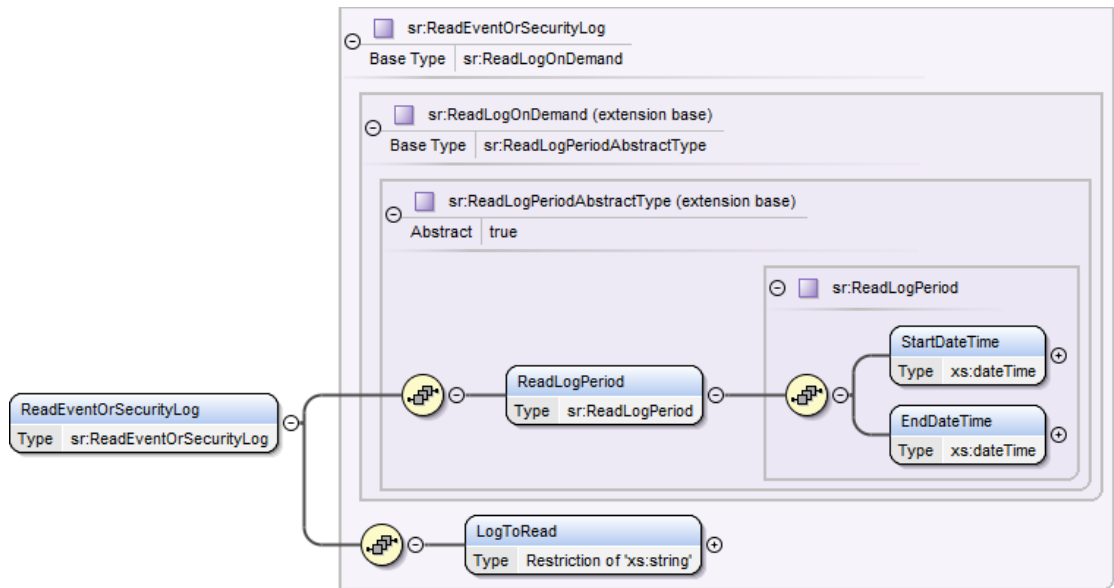 sr:ReadEventOrSecurityLog
Base Type sr:ReadLogOnDemand
sr:ReadLogOnDemand (extension base)
Base Type sr:ReadLogPeriodAbstractType
sr:ReadLogPeriodAbstractType (extension base)
Abstract true
sr:ReadLogPeriod
StartDateTime
Type xs:dateTime
ReadLogPeriod
Type sr:ReadLogPeriod
EndDateTime
Type xs:dateTime
ReadEventOrSecurityLog
Type sr:ReadEventOrSecurityLog
LogToRead
Type Restriction of 'xs:string'